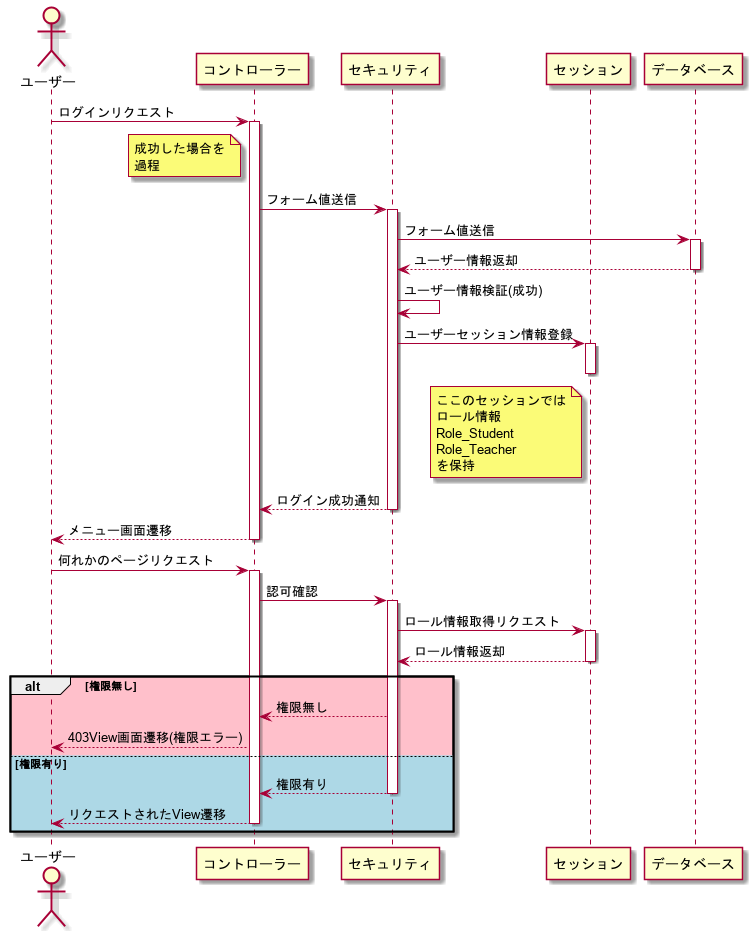 ユーザー
コントローラー
セキュリティ
セッション
データベース
ログインリクエスト
成功した場合を
過程
フォーム値送信
フォーム値送信
ユーザー情報返却
ユーザー情報検証(成功)
ユーザーセッション情報登録
ここのセッションでは
ロール情報
Role_Student
Role_Teacher
を保持
ログイン成功通知
メニュー画面遷移
何れかのページリクエスト
認可確認
ロール情報取得リクエスト
ロール情報返却
alt
[権限無し]
権限無し
403View画面遷移(権限エラー)
[権限有り]
権限有り
リクエストされたView遷移
ユーザー
コントローラー
セキュリティ
セッション
データベース